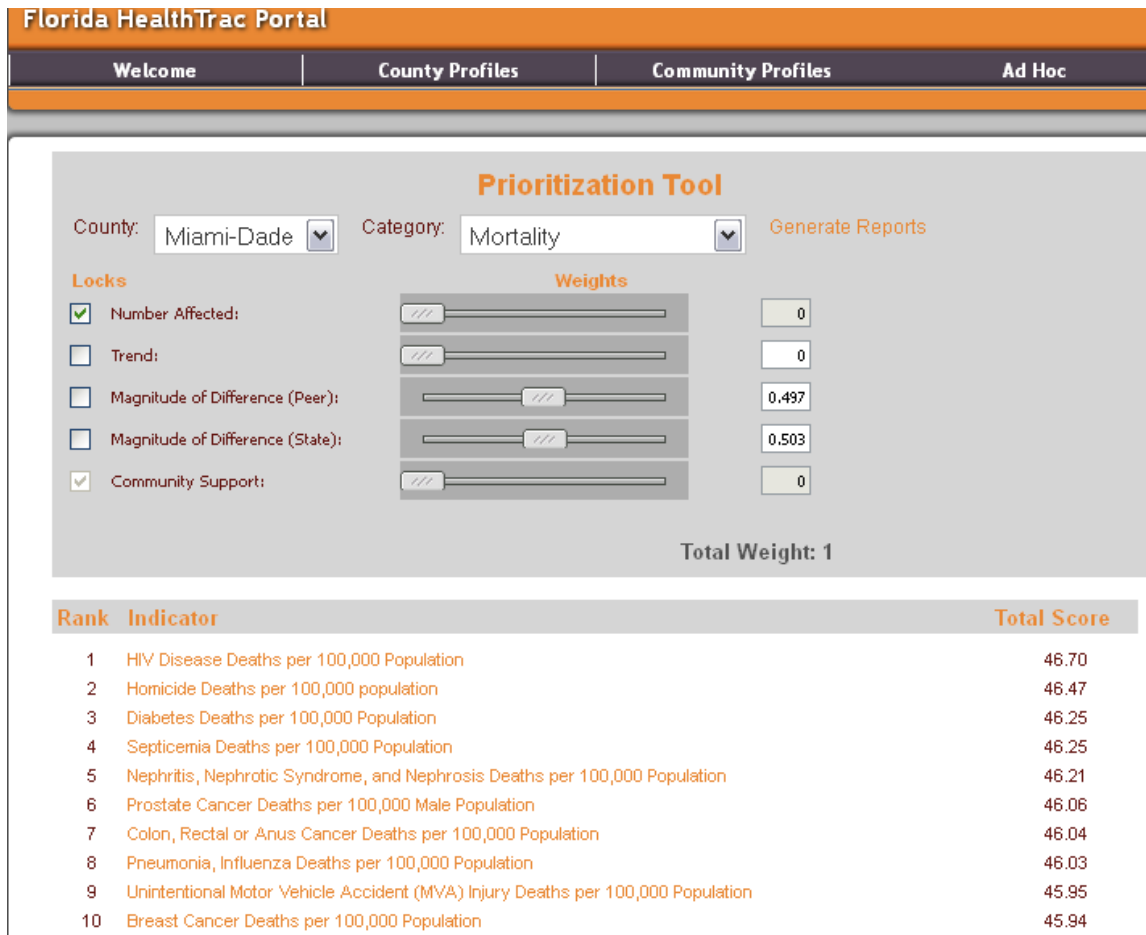 Florida HealthTrac Portal
Welcome County Profiles Community Profiles Ad Hoc
Prioritization Tool
County: Miami-Dade Category: Mortality Generate Reports
Locks Weights
Number Affected: 0
Trend: 0
Magnitude of Difference (Peer): 0.497
Magnitude of Difference (State): 0.503
Community Support: 0
Total Weight: 1
Rank Indicator Total Score
1 HIV Disease Deaths per 100,000 Population 46.70
2 Homicide Deaths per 100,000 population 46.47
3 Diabetes Deaths per 100,000 Population 46.25
4 Septicemia Deaths per 100,000 Population 46.25
5 Nephritis, Nephrotic Syndrome, and Nephrosis Deaths per 100,000 Population 46.21
6 Prostate Cancer Deaths per 100,000 Male Population 46.06
7 Colon, Rectal or Anus Cancer Deaths per 100,000 Population 46.04
8 Pneumonia, Influenza Deaths per 100,000 Population 46.03
9 Unintentional Motor Vehicle Accident (MVA) Injury Deaths per 100,000 Population 45.95
10 Breast Cancer Deaths per 100,000 Population 45.94